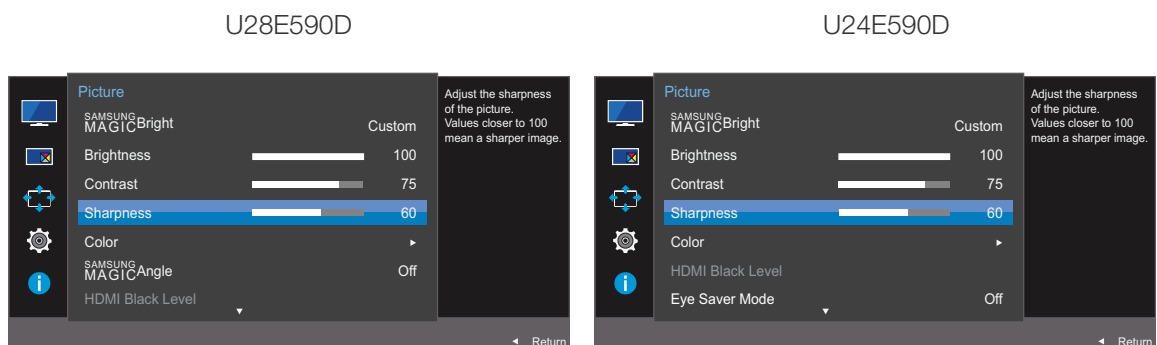 U28E590D
Picture
SAMSUNG
MAGICBright Custom
Brightness 100
Contrast 75
Sharpness 60
Color
SAMSUNG
MAGICAngle Off
HDMI Black Level
Adjust the sharpness
of the picture.
Values closer to 100
mean a sharper image.
Return
U24E590D
Picture
SAMSUNG
MAGICBright Custom
Brightness 100
Contrast 75
Sharpness 60
Color
HDMI Black Level
Eye Saver Mode Off
Adjust the sharpness
of the picture.
Values closer to 100
mean a sharper image.
Return